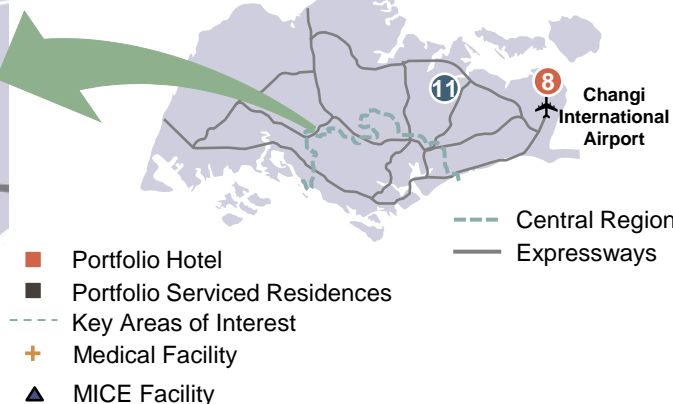 11
8
Changi
International
Airport
Central Region
Expressways
Portfolio Hotel
Portfolio Serviced Residences
Key Areas of Interest
Medical Facility
MICE Facility